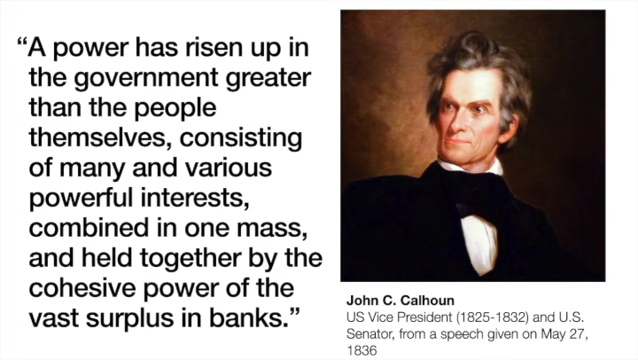 “A power has risen up in
the government greater
than the people
themselves, consisting
of many and various
powerful interests,
combined in one mass,
and held together by the
cohesive power of the
vast surplus in banks.”
John C. Calhoun
US Vice President (1825-1832) and U.S.
Senator, from a speech given on May 27,
1836